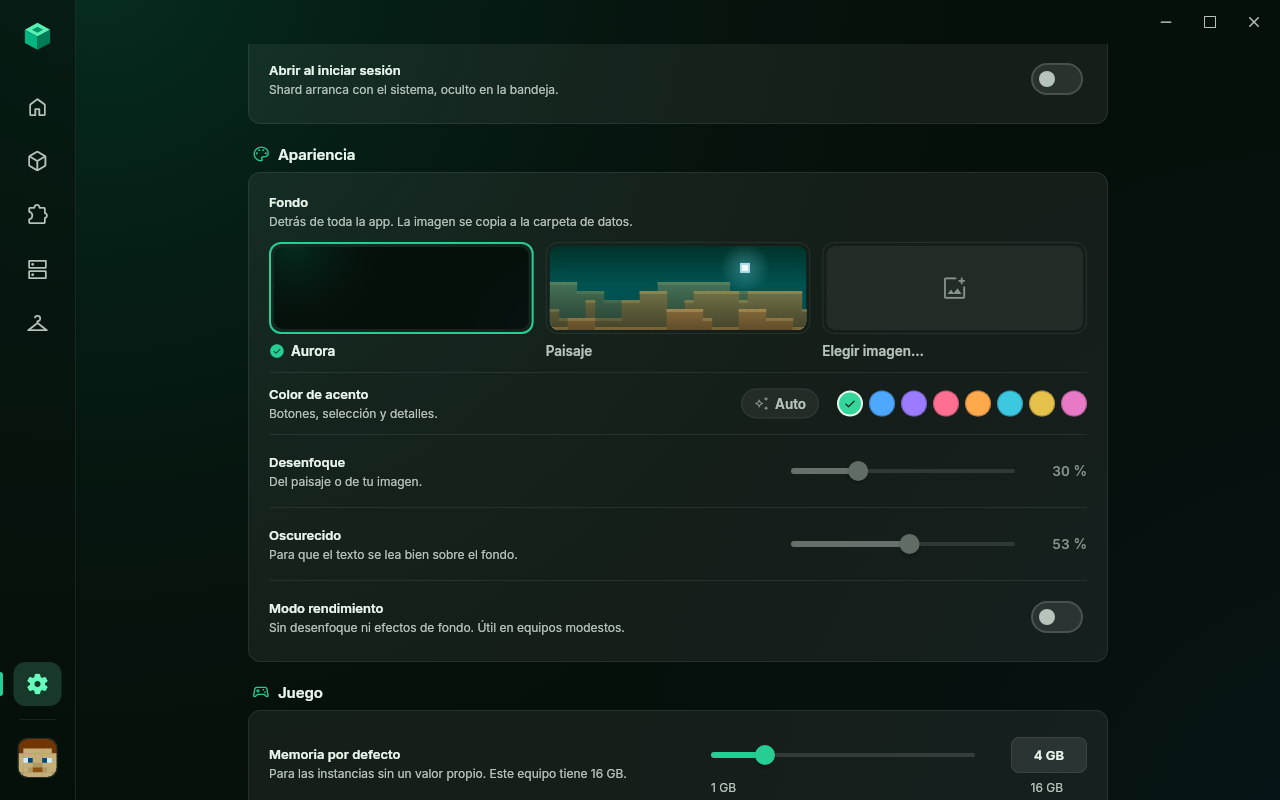 Abrir al iniciar sesión
Shard arranca con el sistema, oculto en la bandeja.
Apariencia
Fondo
Detrás de toda la app. La imagen se copia a la carpeta de datos.
Aurora
Paisaje
Elegir imagen...
Color de acento
Botones, selección y detalles.
Auto
Desenfoque
Del paisaje o de tu imagen.
30 %
Oscurecido
Para que el texto se lea bien sobre el fondo.
53 %
Modo rendimiento
Sin desenfoque ni efectos de fondo. Útil en equipos modestos.
Juego
Memoria por defecto
Para las instancias sin un valor propio. Este equipo tiene 16 GB.
4 GB
1 GB
16 GB